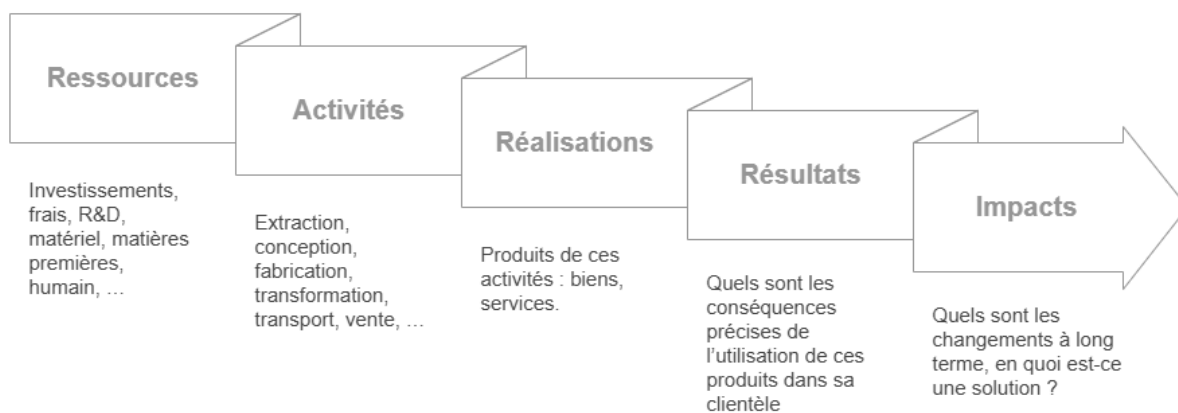 Ressources
Investissements,
frais, R&D,
matériel, matières
premières,
humain, …
Activités
Extraction,
conception,
fabrication,
transformation,
transport, vente, …
Réalisations
Produits de ces
activités : biens,
services.
Résultats
Quels sont les
conséquences
précises de
l’utilisation de ces
produits dans sa
clientèle
Impacts
Quels sont les
changements à long
terme, en quoi est-ce
une solution ?